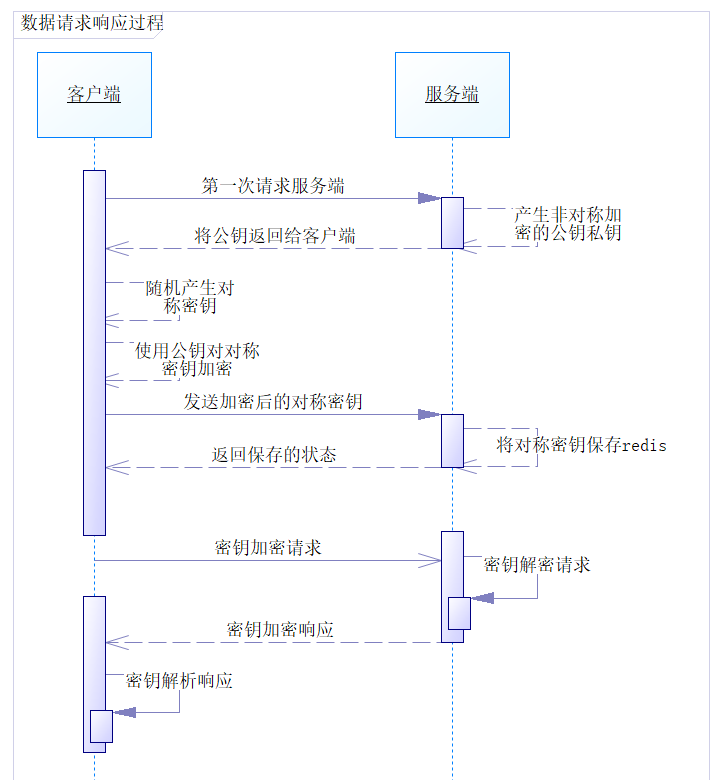 数据请求响应过程
客户端
服务端
第一次请求服务端
产生非对称加
密的公钥私钥
将公钥返回给客户端
随机产生对
称密钥
使用公钥对对称
密钥加密
发送加密后的对称密钥
将对称密钥保存redis
返回保存的状态
密钥加密请求
密钥解密请求
密钥加密响应
密钥解析响应